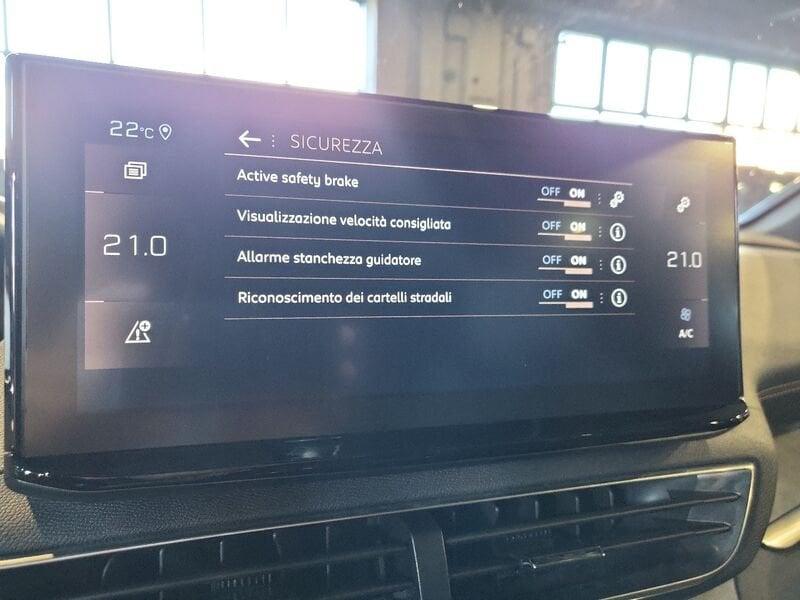 22°C
SICUREZZA
Active safety brake OFF ON
Visualizzazione velocità consigliata OFF ON
21.0
Allarme stanchezza guidatore OFF ON
21.0
Riconoscimento dei cartelli stradali OFF ON
A/C